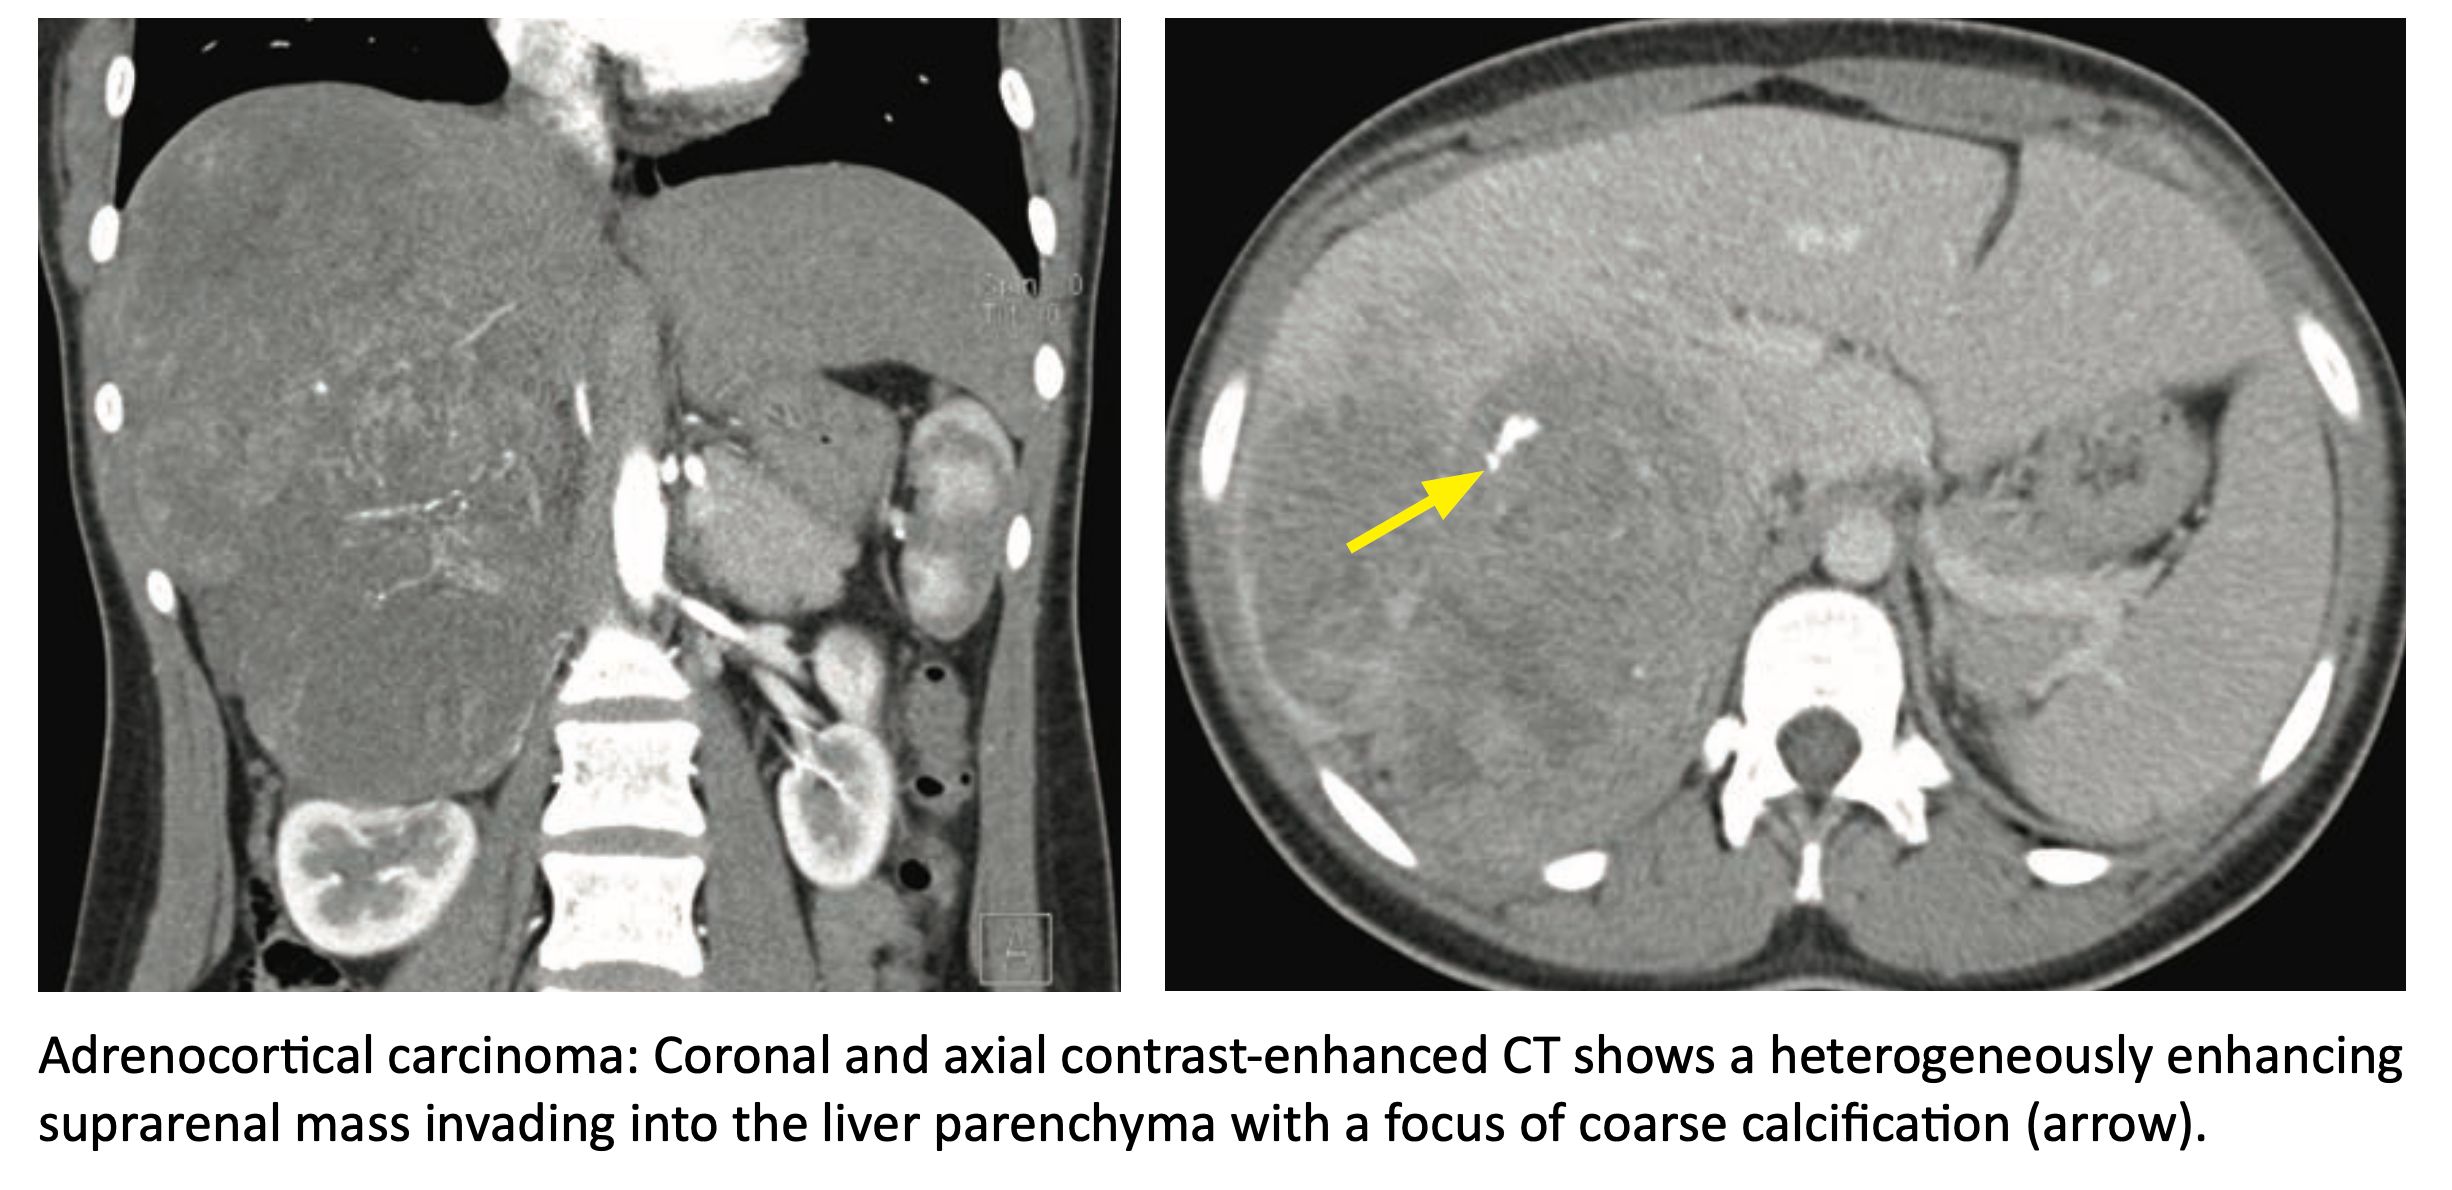 Adrenocortical carcinoma: Coronal and axial contrast-enhanced CT shows a heterogeneously enhancing
suprarenal mass invading into the liver parenchyma with a focus of coarse calcification (arrow).